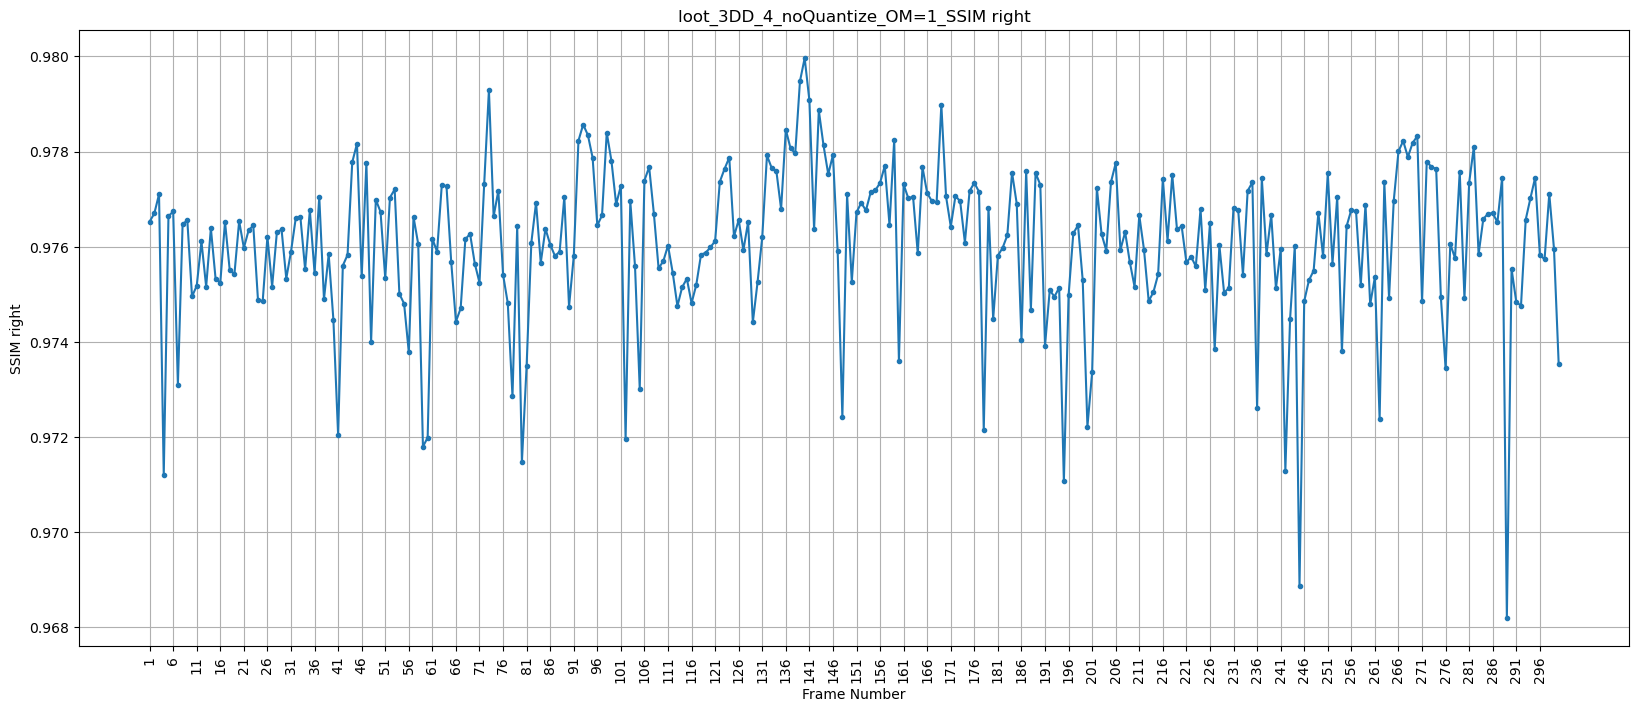 loot_3DD_4_noQuantize_OM=1_SSIM right
SSIM right
0.980
0.978
0.976
0.974
0.972
0.970
0.968
1 6 11 16 21 26 31 36 41 46 51 56 61 66 71 76 81 86 91 96 101 106 111 116 121 126 131 136 141 146 151 156 161 166 171 176 181 186 191 196 201 206 211 216 221 226 231 236 241 246 251 256 261 266 271 276 281 286 291 296
Frame Number